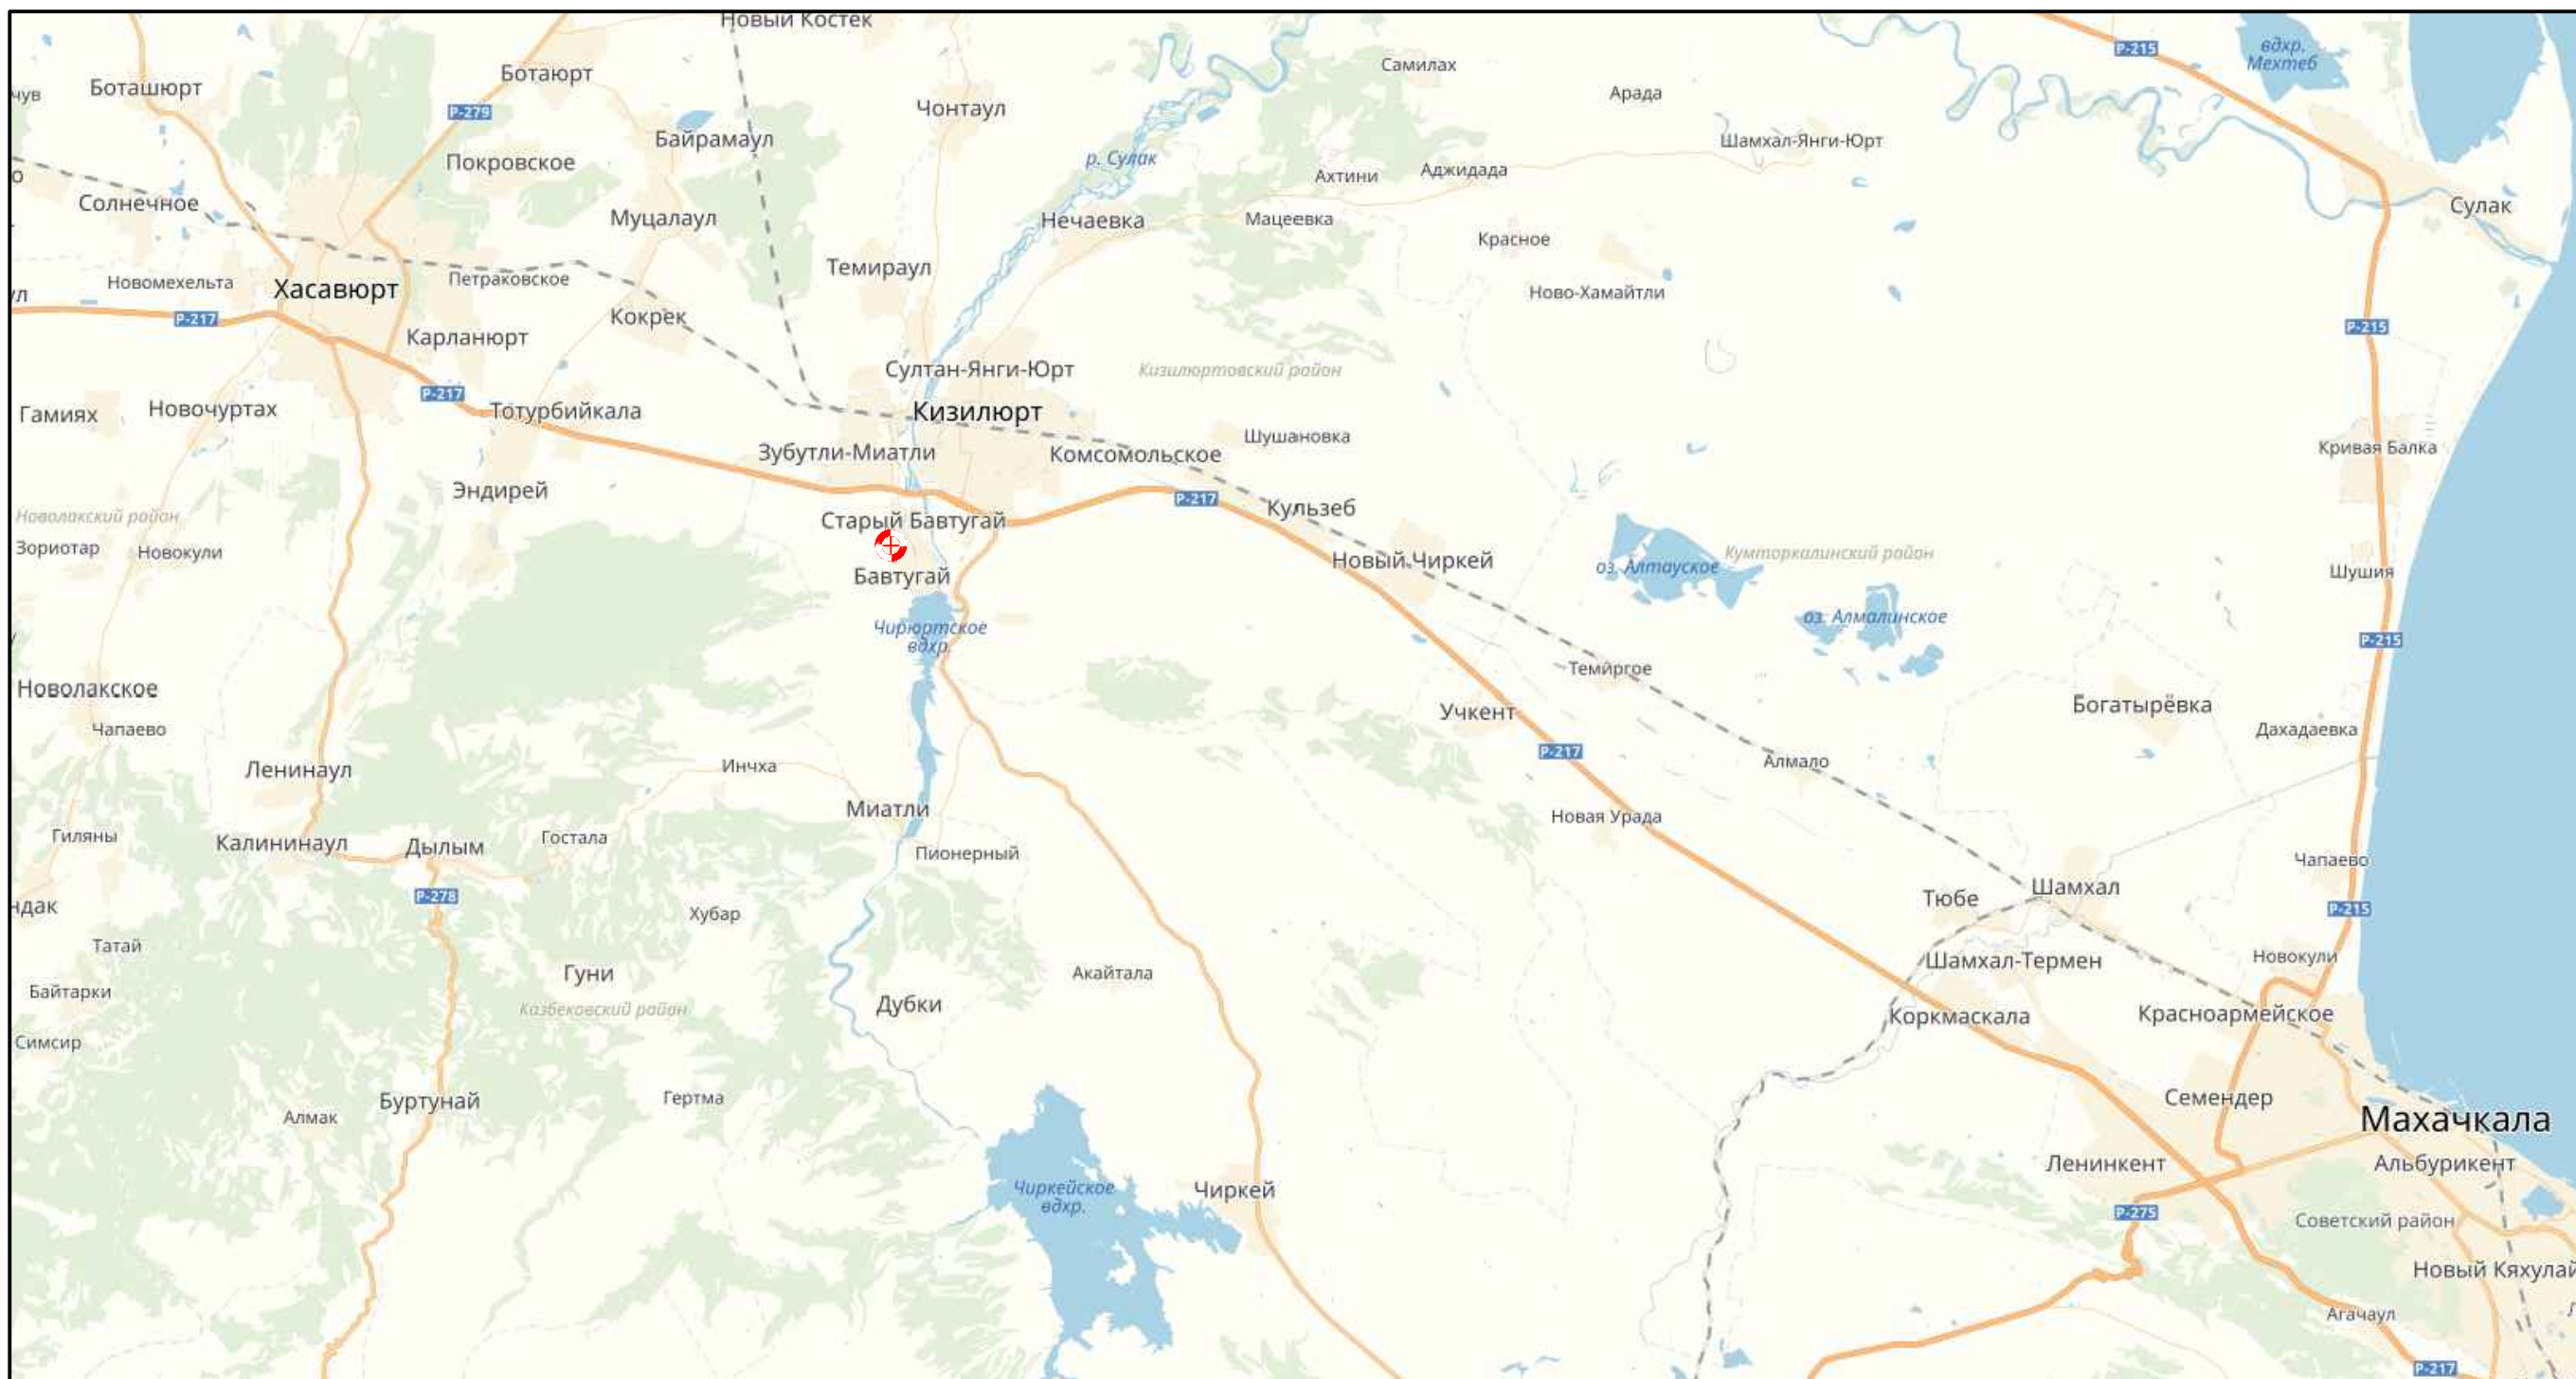 Новый Костек
Ботаюрт
Боташюрт
чув
Р-279
Чонтаул
Самилах
Арада
Р-215
вдхр.
Мехтеб
Байрамаул
Покровское
р. Сулак
Шамхал-Янги-Юрт
Ахтини
Аджидада
о
Солнечное
Муцалаул
Нечаевка
Мацеевка
Красное
Сулак
Темираул
Новомехельта
Хасавюрт
Петраковское
Ново-Хамайтли
ул
Р-217
Кокрек
Карланюрт
Р-215
Султан-Янги-Юрт
Кизилюртовский район
Р-217
Гамиях
Новочуртах
Тотурбийкала
Кизилюрт
Шушановка
Зубутли-Миатли
Комсомольское
Кривая Балка
Эндирей
Р-217
Кульзеб
Новолакский район
Старый Бавтугай
Зориотар
Новокули
Новый Чиркей
оз. Алтауское
Кумторкалинский район
Бавтугай
Шушия
Чирюртское
вдхр.
оз. Алмалинское
Р-215
Новолакское
Темиргое
Чапаево
Учкент
Богатырёвка
Дахадаевка
Р-217
Ленинаул
Инчха
Алмало
Миатли
Новая Урада
Гиляны
Калининаул
Дылым
Гостала
Пионерный
Чапаево
Р-278
Шамхал
Тюбе
ндак
Хубар
Р-215
Татай
Гуни
Акайтала
Шамхал-Термен
Новокули
Байтарки
Казбековский район
Дубки
Коркмаскала
Красноармейское
Симсир
Буртунай
Гертма
Семендер
Алмак
Махачкала
Чиркейское
вдхр.
Чиркей
Ленинкент
Альбурикент
Р-275
Советский район
Новый Кяхулай
Агачаул
Р-217